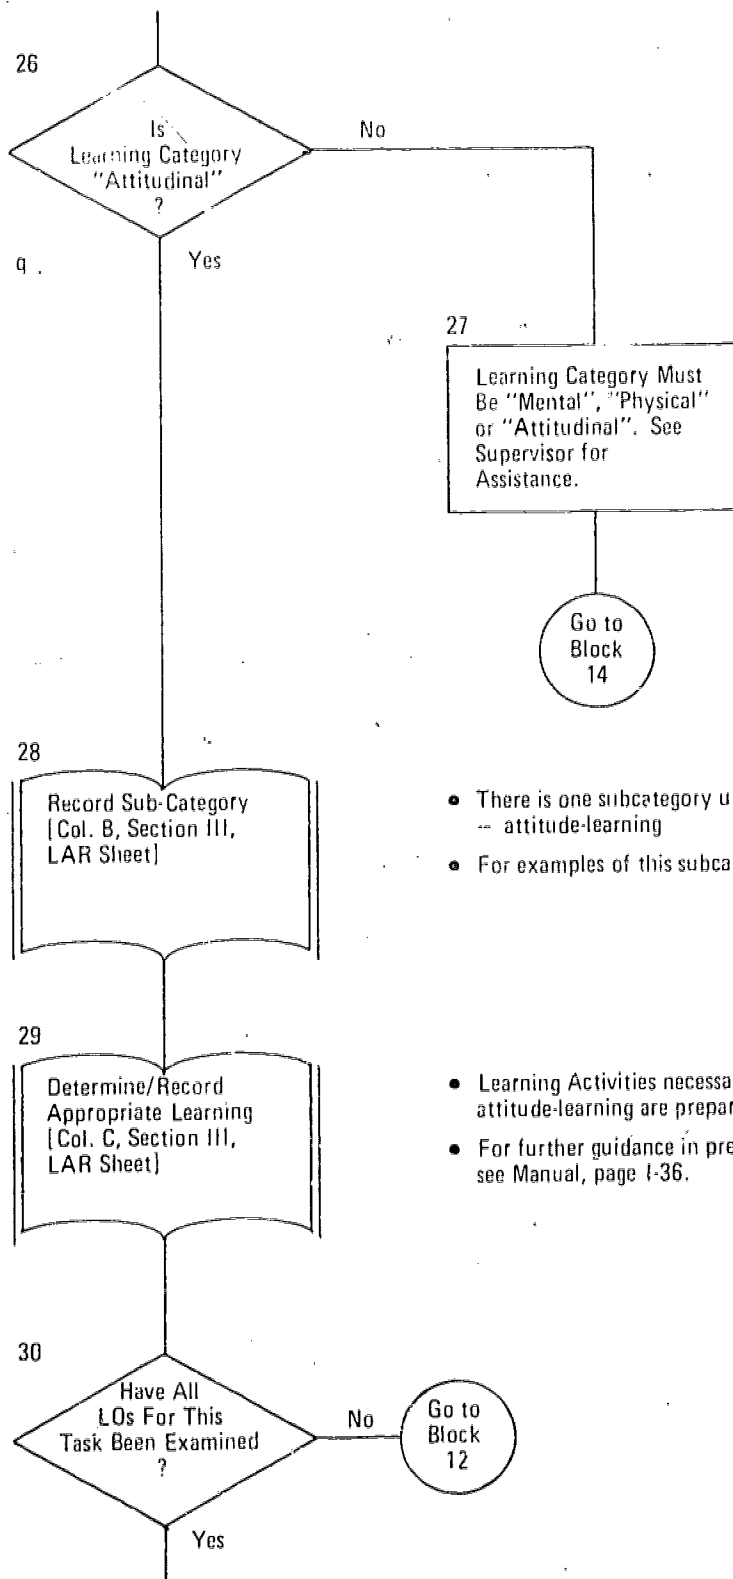 26
Is
Learning Category
"Attitudinal"
?
No
q .
Yes
27
Learning Category Must
Be "Mental", "Physical"
or "Attitudinal". See
Supervisor for
Assistance.
Go to
Block
14
28
Record Sub-Category
[Col. B, Section III,
LAR Sheet]
• There is one subcategory u
-- attitude-learning
• For examples of this subca
29
Determine/Record
Appropriate Learning
[Col. C, Section III,
LAR Sheet]
• Learning Activities necessa
attitude-learning are prepar
• For further guidance in pre
see Manual, page I-36.
30
Have All
LOs For This
Task Been Examined
?
No
Go to
Block
12
Yes